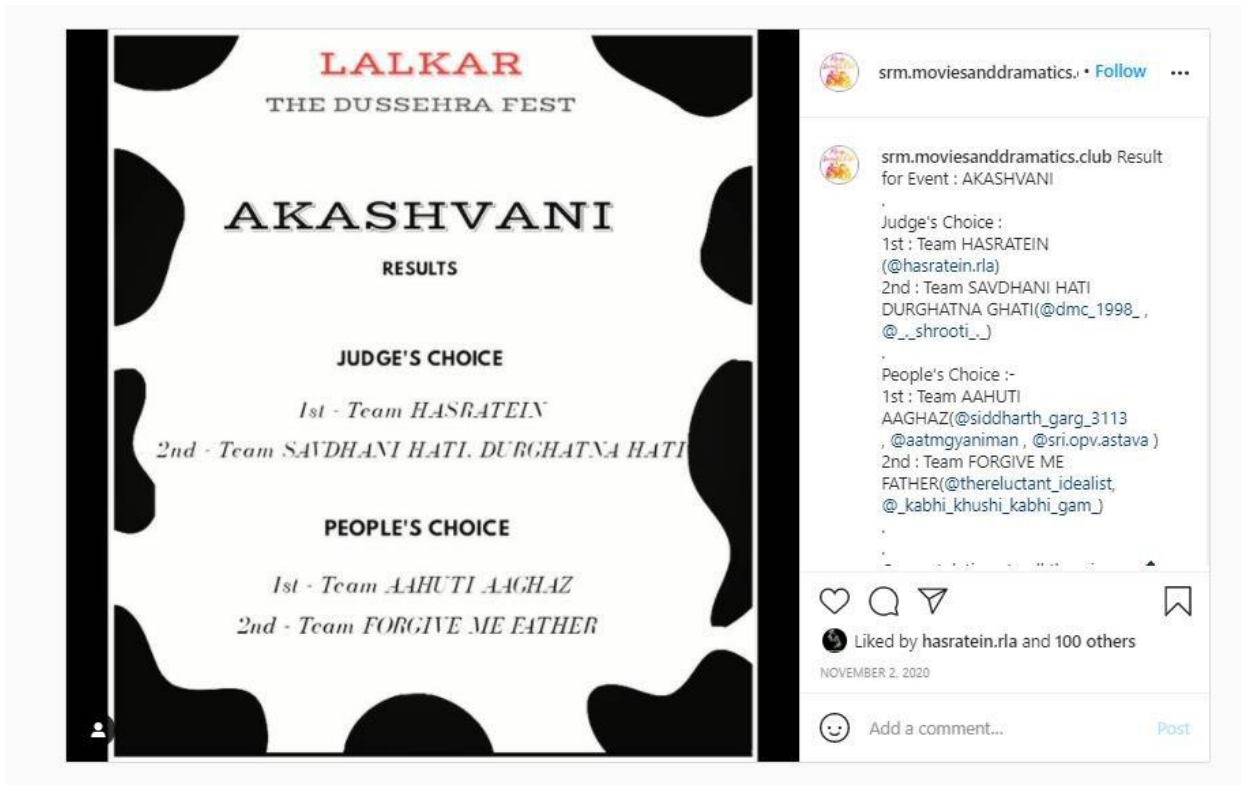 LALKAR
THE DUSSEHRA FEST
AKASHVANI
RESULTS
JUDGE'S CHOICE
1st - Team HASRATEIN
2nd - Team SAVDHANI HATI. DURGHATNA HATI
PEOPLE'S CHOICE
1st - Team AAHUTI AAGHAZ
2nd - Team FORGIVE ME FATHER
srm.moviesanddramatics. • Follow •••
srm.moviesanddramatics.club Result
for Event : AKASHVANI
.
Judge's Choice :
1st : Team HASRATEIN
(@hasratein.rla)
2nd : Team SAVDHANI HATI
DURGHATNA GHATI(@dmc_1998_ ,
@_._shrooti_._)
.
People's Choice :-
1st : Team AAHUTI
AAGHAZ(@siddharth_garg_3113
, @aatmgyaniman , @sri.opv.astava )
2nd : Team FORGIVE ME
FATHER(@thereluctant_idealist,
@_kabhi_khushi_kabhi_gam_)
.
.
Liked by hasratein.rla and 100 others
NOVEMBER 2, 2020
Add a comment...
Post